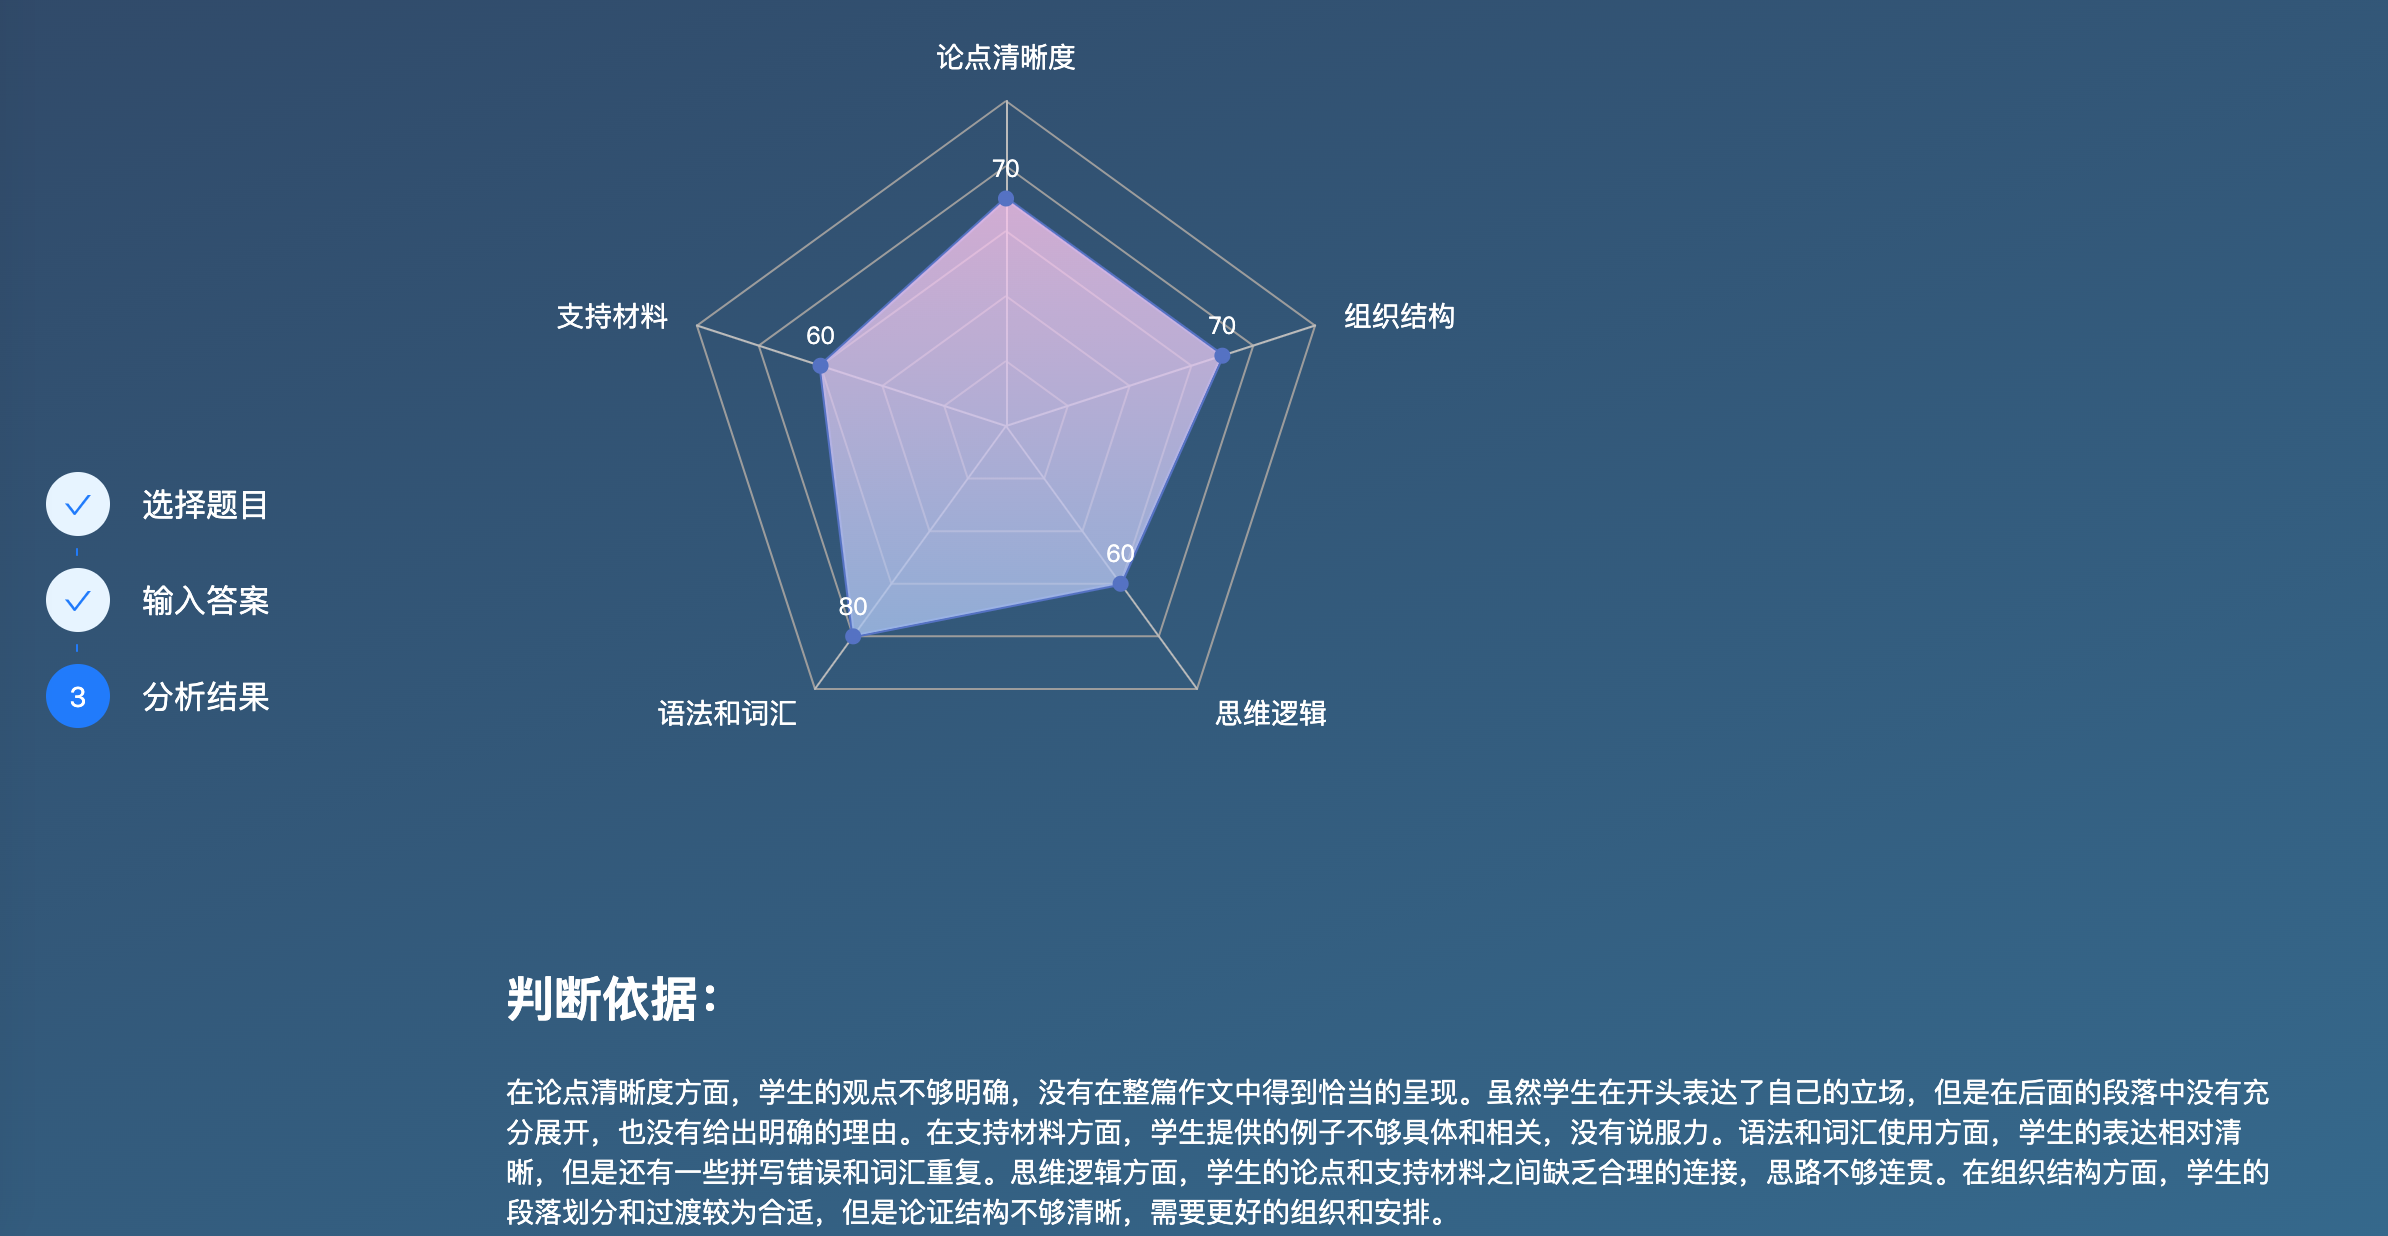 论点清晰度
70
支持材料
60
70
组织结构
60
80
语法和词汇
思维逻辑
选择题目
输入答案
3 分析结果
判断依据：
在论点清晰度方面，学生的观点不够明确，没有在整篇作文中得到恰当的呈现。虽然学生在开头表达了自己的立场，但是在后面的段落中没有充
分展开，也没有给出明确的理由。在支持材料方面，学生提供的例子不够具体和相关，没有说服力。语法和词汇使用方面，学生的表达相对清
晰，但是还有一些拼写错误和词汇重复。思维逻辑方面，学生的论点和支持材料之间缺乏合理的连接，思路不够连贯。在组织结构方面，学生的
段落划分和过渡较为合适，但是论证结构不够清晰，需要更好的组织和安排。